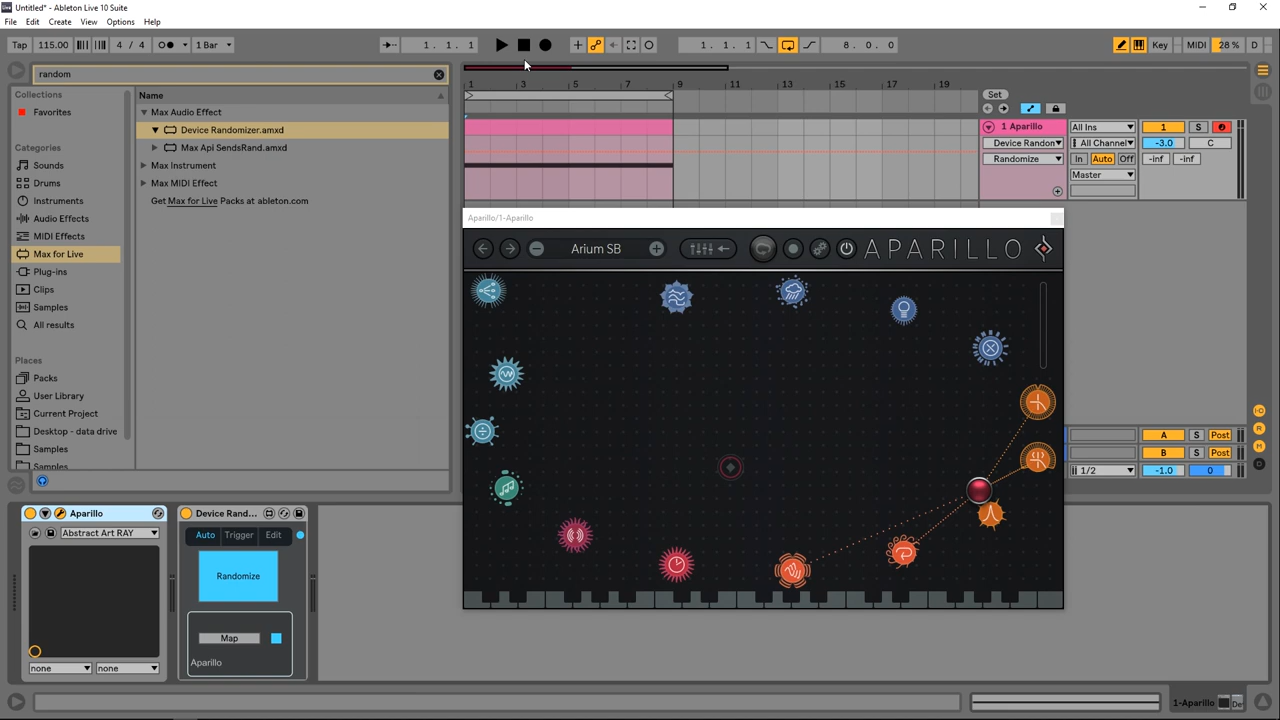 Untitled* - Ableton Live 10 Suite
File Edit Create View Options Help
Tap 115.00 4 / 4 1 Bar 1. 1. 1 1. 1. 1 8. 0. 0 Key MIDI 28 % D
random
Collections
Favorites
Categories
Sounds
Drums
Instruments
Audio Effects
MIDI Effects
Max for Live
Plug-ins
Clips
Samples
All results
Places
Packs
User Library
Current Project
Desktop - data drive
Samples
Samples
Name
Max Audio Effect
Device Randomizer.amxd
Max Api SendsRand.amxd
Max Instrument
Max MIDI Effect
Get Max for Live Packs at ableton.com
1 3 5 7 9 11 13 15 17 19
Set
1 Aparillo All Ins 1 S
Device Randon All Channel -3.0 C
Randomize In Auto Off -inf -inf
Master
A S Post
B S Post
1/2 -1.0 0
Aparillo/1-Aparillo
Arium SB
APARILLO
Aparillo
Abstract Art RAY
none none
Device Rand...
Auto Trigger Edit
Randomize
Map
Aparillo
I-O
R
M
D
1-Aparillo De